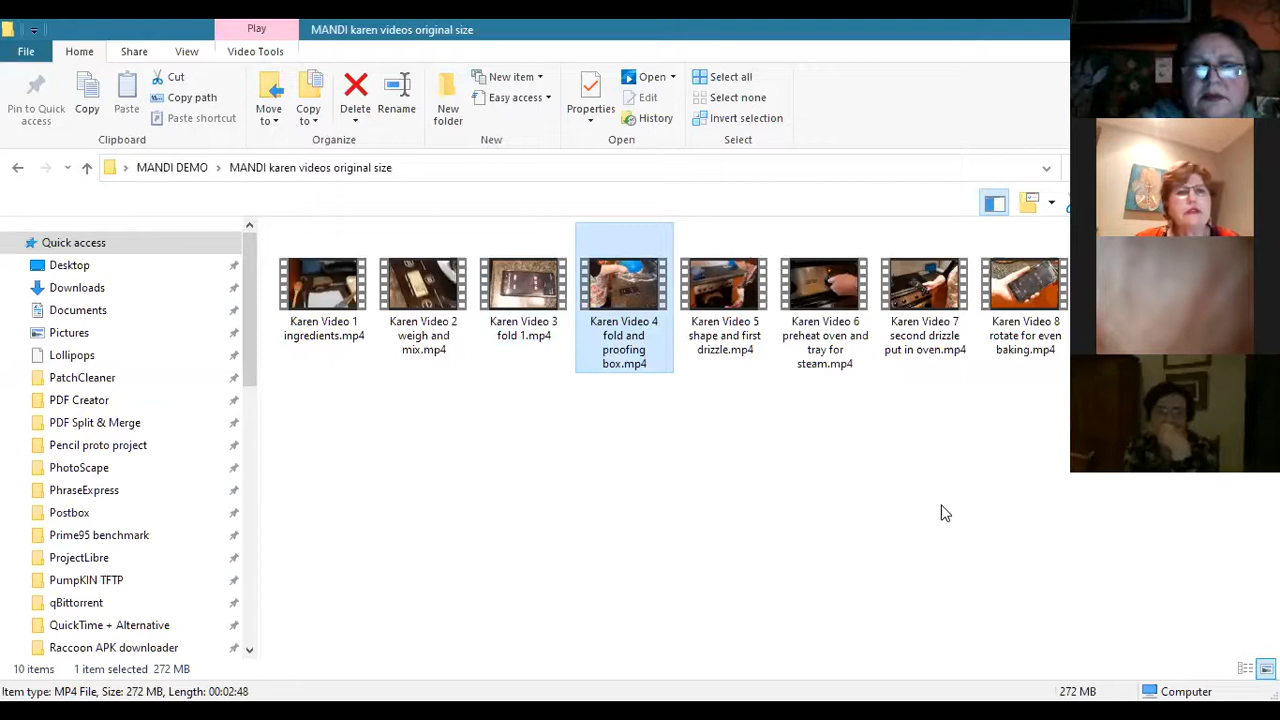 Play
MANDI karen videos original size
File
Home
Share
View
Video Tools
Pin to Quick
access
Copy
Paste
Cut
Copy path
Paste shortcut
Clipboard
Move
to
Copy
to
Delete
Rename
Organize
New
folder
New item
Easy access
New
Properties
Open
Edit
History
Open
Select all
Select none
Invert selection
Select
MANDI DEMO
MANDI karen videos original size
Quick access
Desktop
Downloads
Documents
Pictures
Lollipops
PatchCleaner
PDF Creator
PDF Split & Merge
Pencil proto project
PhotoScape
PhraseExpress
Postbox
Prime95 benchmark
ProjectLibre
PumpKIN TFTP
qBittorrent
QuickTime + Alternative
Raccoon APK downloader
Karen Video 1
ingredients.mp4
Karen Video 2
weigh and
mix.mp4
Karen Video 3
fold 1.mp4
Karen Video 4
fold and
proofing
box.mp4
Karen Video 5
shape and first
drizzle.mp4
Karen Video 6
preheat oven and
tray for
steam.mp4
Karen Video 7
second drizzle
put in oven.mp4
Karen Video 8
rotate for even
baking.mp4
10 items
1 item selected 272 MB
Item type: MP4 File, Size: 272 MB, Length: 00:02:48
272 MB
Computer